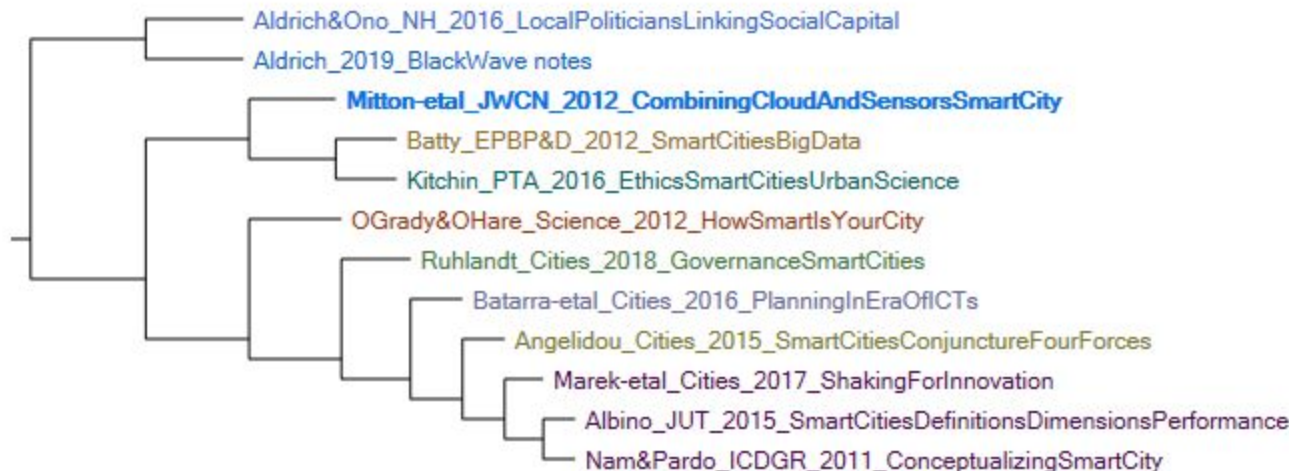 Aldrich&Ono_NH_2016_LocalPoliticiansLinkingSocialCapital
Aldrich_2019_BlackWave notes
Mitton-etal_JWCN_2012_CombiningCloudAndSensorsSmartCity
Batty_EPBP&D_2012_SmartCitiesBigData
Kitchin_PTA_2016_EthicsSmartCitiesUrbanScience
OGrady&OHare_Science_2012_HowSmartIsYourCity
Ruhlandt_Cities_2018_GovernanceSmartCities
Batarra-etal_Cities_2016_PlanningInEraOfICTs
Angelidou_Cities_2015_SmartCitiesConjunctureFourForces
Marek-etal_Cities_2017_ShakingForInnovation
Albino_JUT_2015_SmartCitiesDefinitionsDimensionsPerformance
Nam&Pardo_ICDGR_2011_ConceptualizingSmartCity